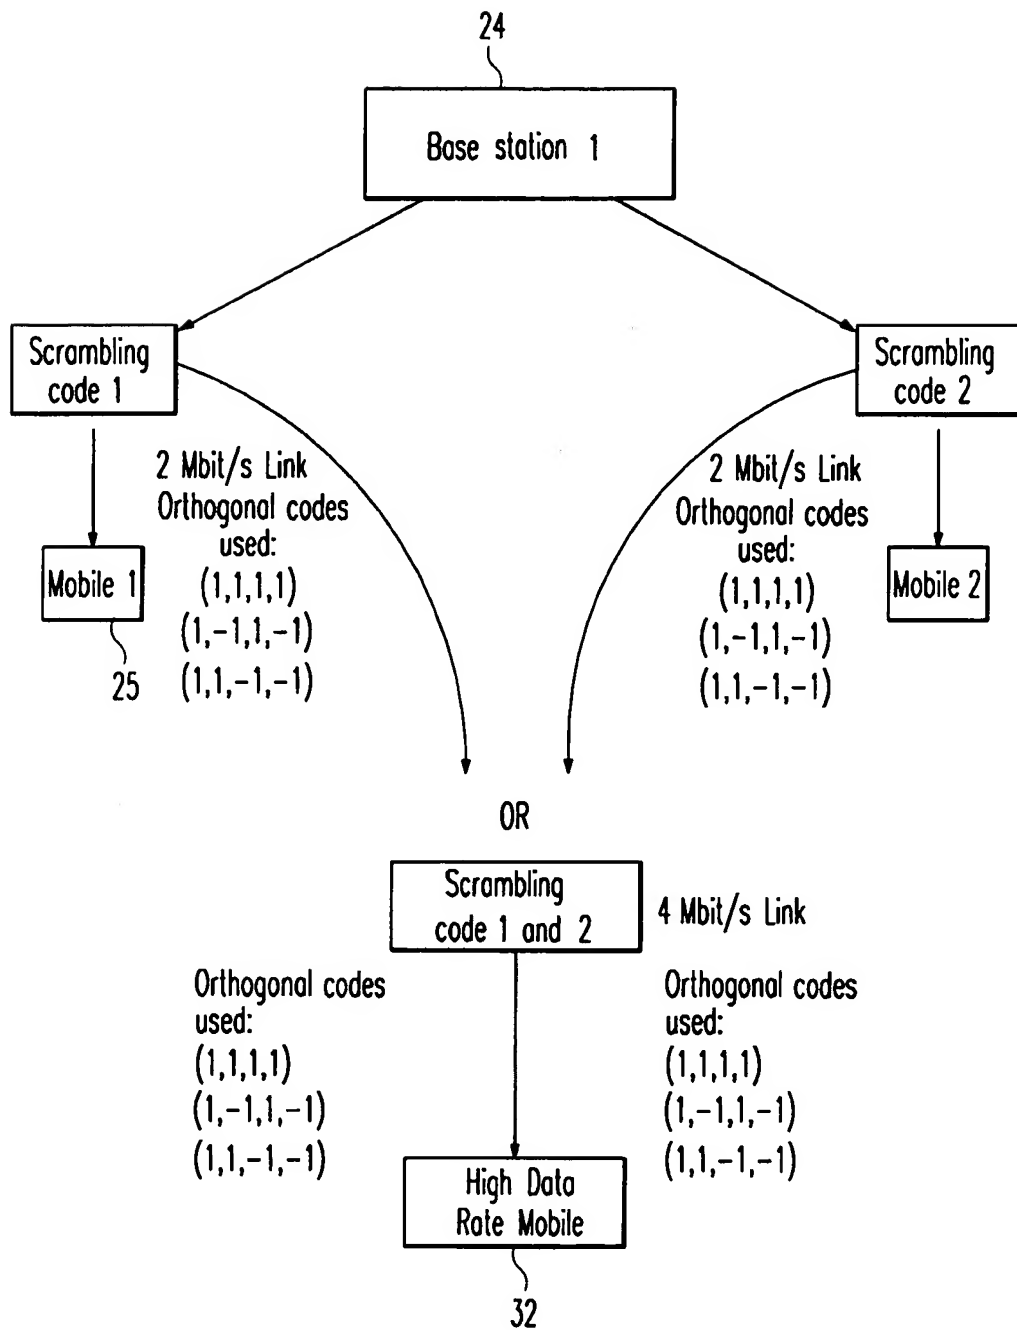 24
Base station 1
Scrambling
code 1
Scrambling
code 2
2 Mbit/s Link
Orthogonal codes
used:
(1,1,1,1)
(1,-1,1,-1)
(1,1,-1,-1)
2 Mbit/s Link
Orthogonal codes
used:
(1,1,1,1)
(1,-1,1,-1)
(1,1,-1,-1)
Mobile 1
25
Mobile 2
OR
Scrambling
code 1 and 2
4 Mbit/s Link
Orthogonal codes
used:
(1,1,1,1)
(1,-1,1,-1)
(1,1,-1,-1)
Orthogonal codes
used:
(1,1,1,1)
(1,-1,1,-1)
(1,1,-1,-1)
High Data
Rate Mobile
32